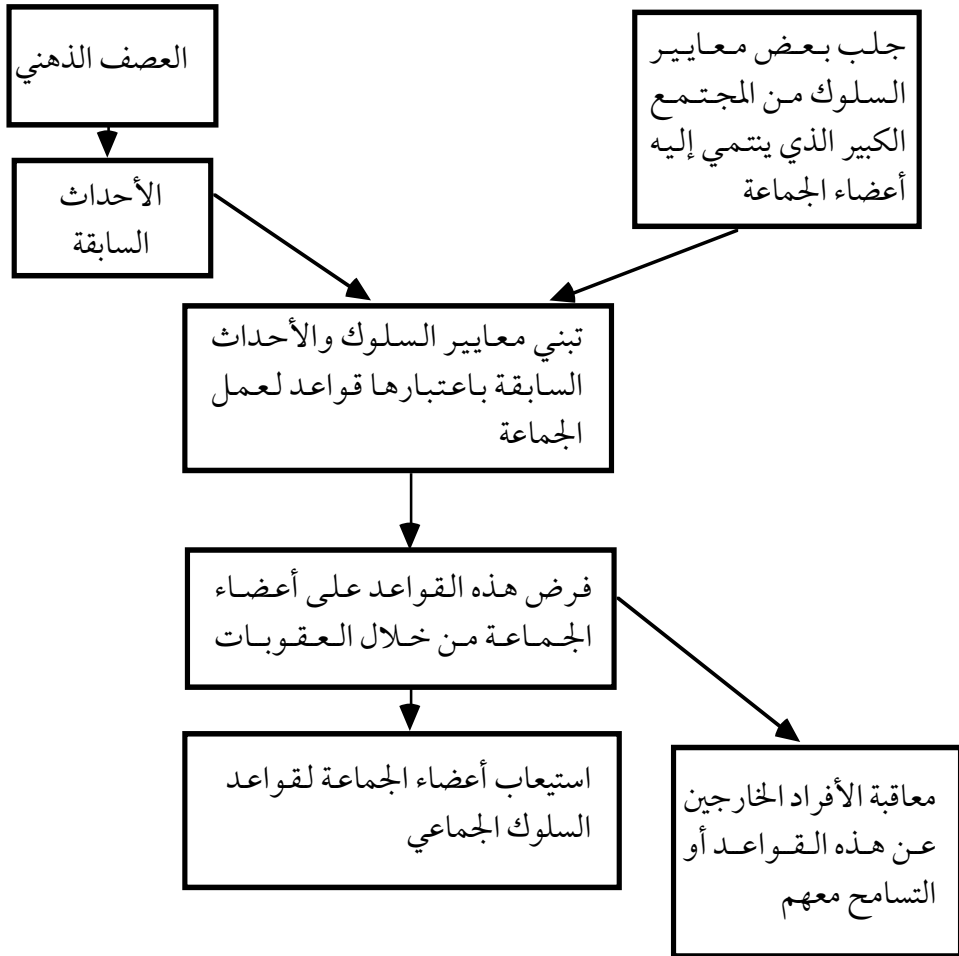 العصف الذهني
جلب بعض معايير
السلوك من المجتمع
الكبير الذي ينتمي إليه
أعضاء الجماعة
الأحداث
السابقة
تبني معايير السلوك والأحداث
السابقة باعتبارها قواعد لعمل
الجماعة
فرض هذه القواعد على أعضاء
الجماعة من خلال العقوبات
استيعاب أعضاء الجماعة لقواعد
السلوك الجماعي
معاقبة الأفراد الخارجين
عن هذه القواعد أو
التسامح معهم